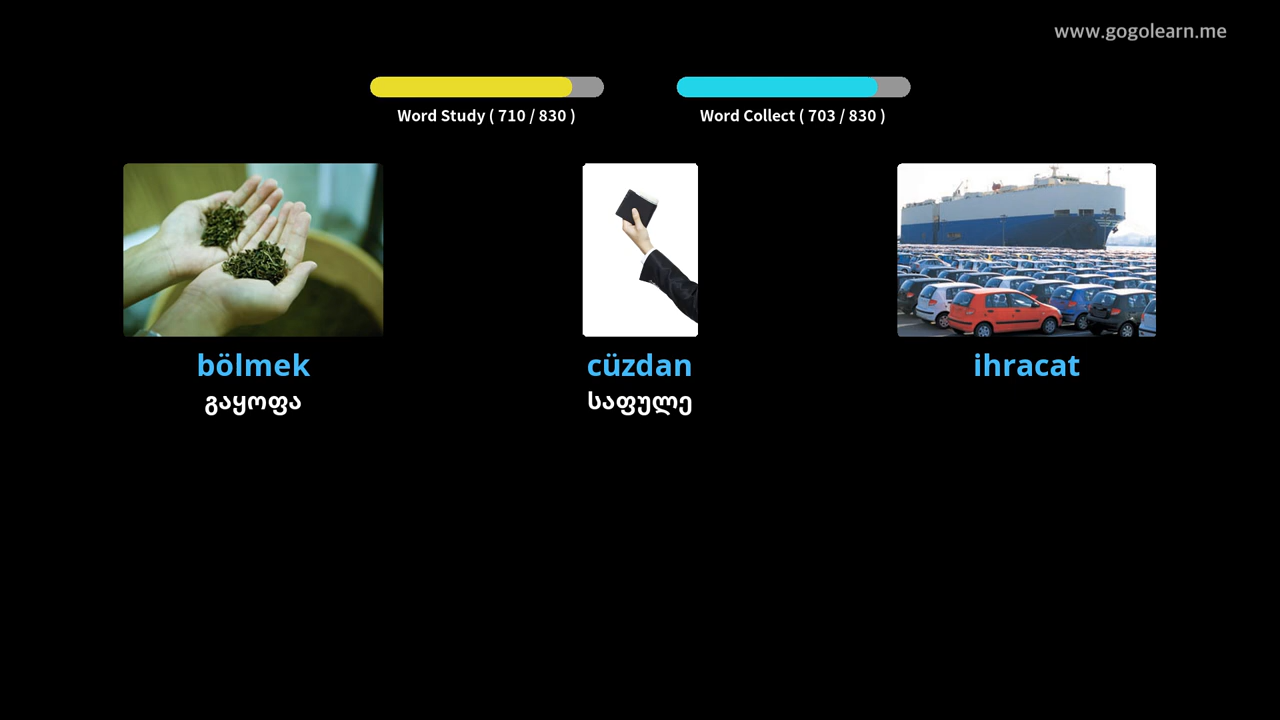 www.gogolearn.me
Word Study ( 710 / 830 )
Word Collect ( 703 / 830 )
bölmek
გაყოფა
cüzdan
საფულე
ihracat